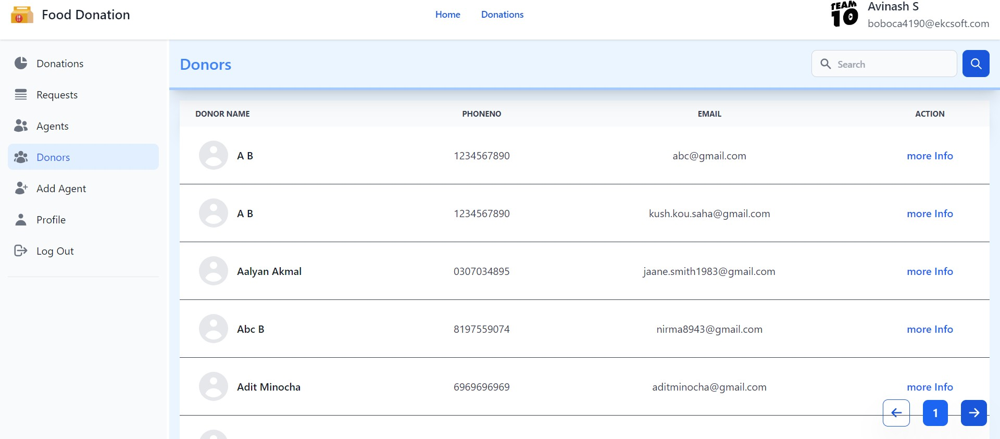 Food Donation
Home Donations
TEAM 10
Avinash S
boboca4190@ekcsoft.com
Donations
Requests
Agents
Donors
Add Agent
Profile
Log Out
Donors
Search
DONOR NAME PHONENO EMAIL ACTION
A B 1234567890 abc@gmail.com more Info
A B 1234567890 kush.kou.saha@gmail.com more Info
Aalyan Akmal 0307034895 jaane.smith1983@gmail.com more Info
Abc B 8197559074 nirma8943@gmail.com more Info
Adit Minocha 6969696969 aditminocha@gmail.com more Info
1